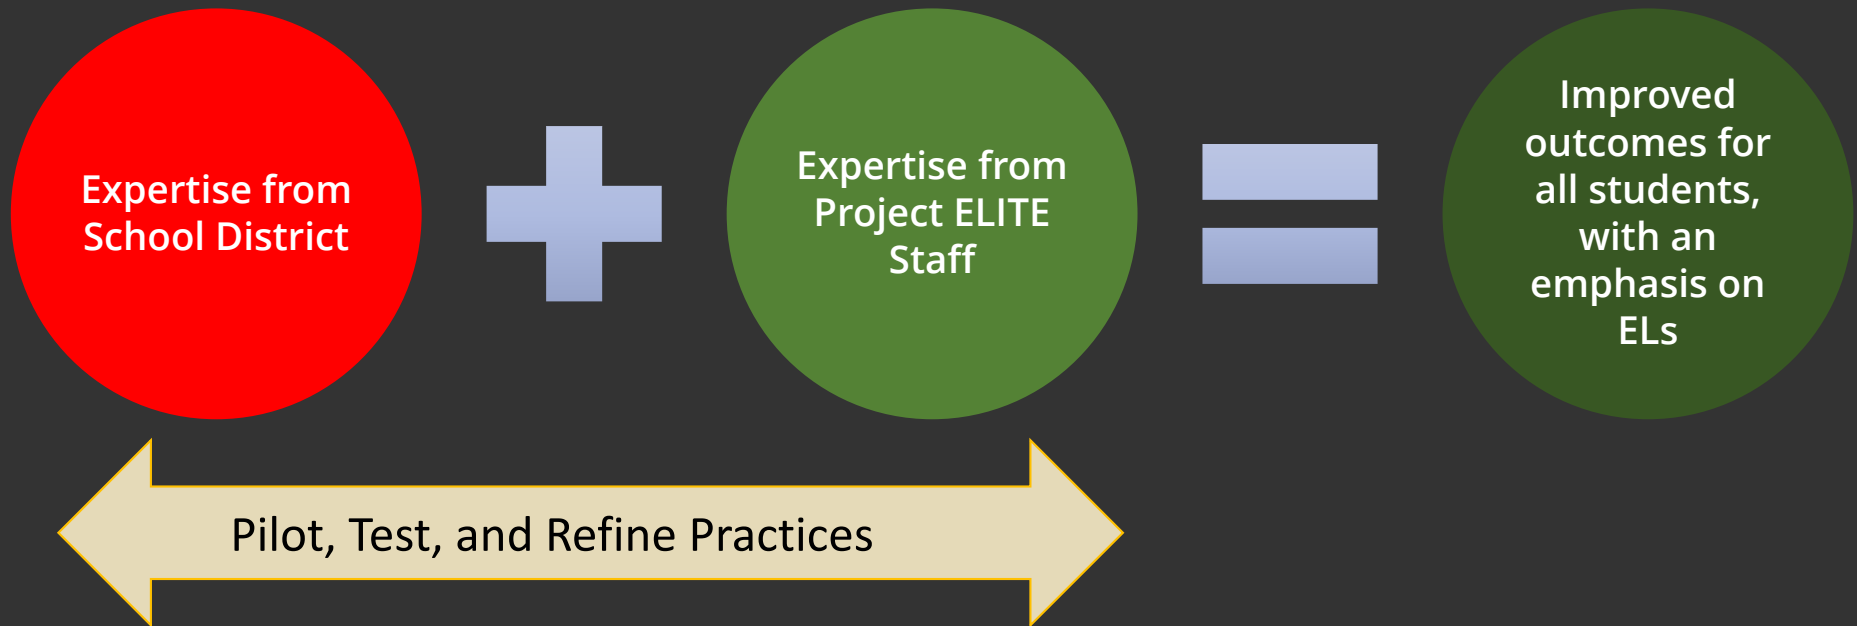 Expertise from
School District
Expertise from
Project ELITE
Staff
Improved
outcomes for
all students,
with an
emphasis on
ELs
Pilot, Test, and Refine Practices